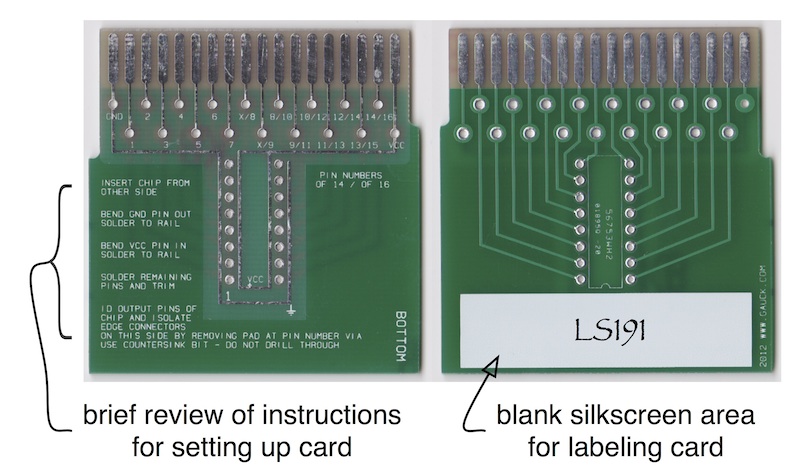 GND 2 4 6 X/8 8/10 10/12 12/14 14/16
1 3 5 7 X/9 9/11 11/13 13/15 VCC
PIN NUMBERS
OF 14 / OF 16
INSERT CHIP FROM
OTHER SIDE
BEND GND PIN OUT
SOLDER TO RAIL
BEND VCC PIN IN
SOLDER TO RAIL
SOLDER REMAINING
PINS AND TRIM
VCC
1
ID OUTPUT PINS OF
CHIP AND ISOLATE
EDGE CONNECTORS
ON THIS SIDE BY REMOVING PAD AT PIN NUMBER VIA
USE COUNTERSINK BIT - DO NOT DRILL THROUGH
BOTTOM
LS191
2012 WWW.GAUCK.COM
brief review of instructions
for setting up card
blank silkscreen area
for labeling card